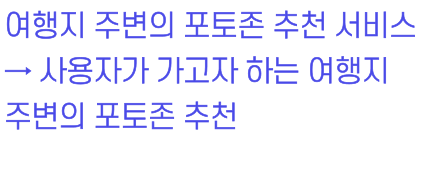 여행지 주변의 포토존 추천 서비스
→ 사용자가 가고자 하는 여행지
주변의 포토존 추천